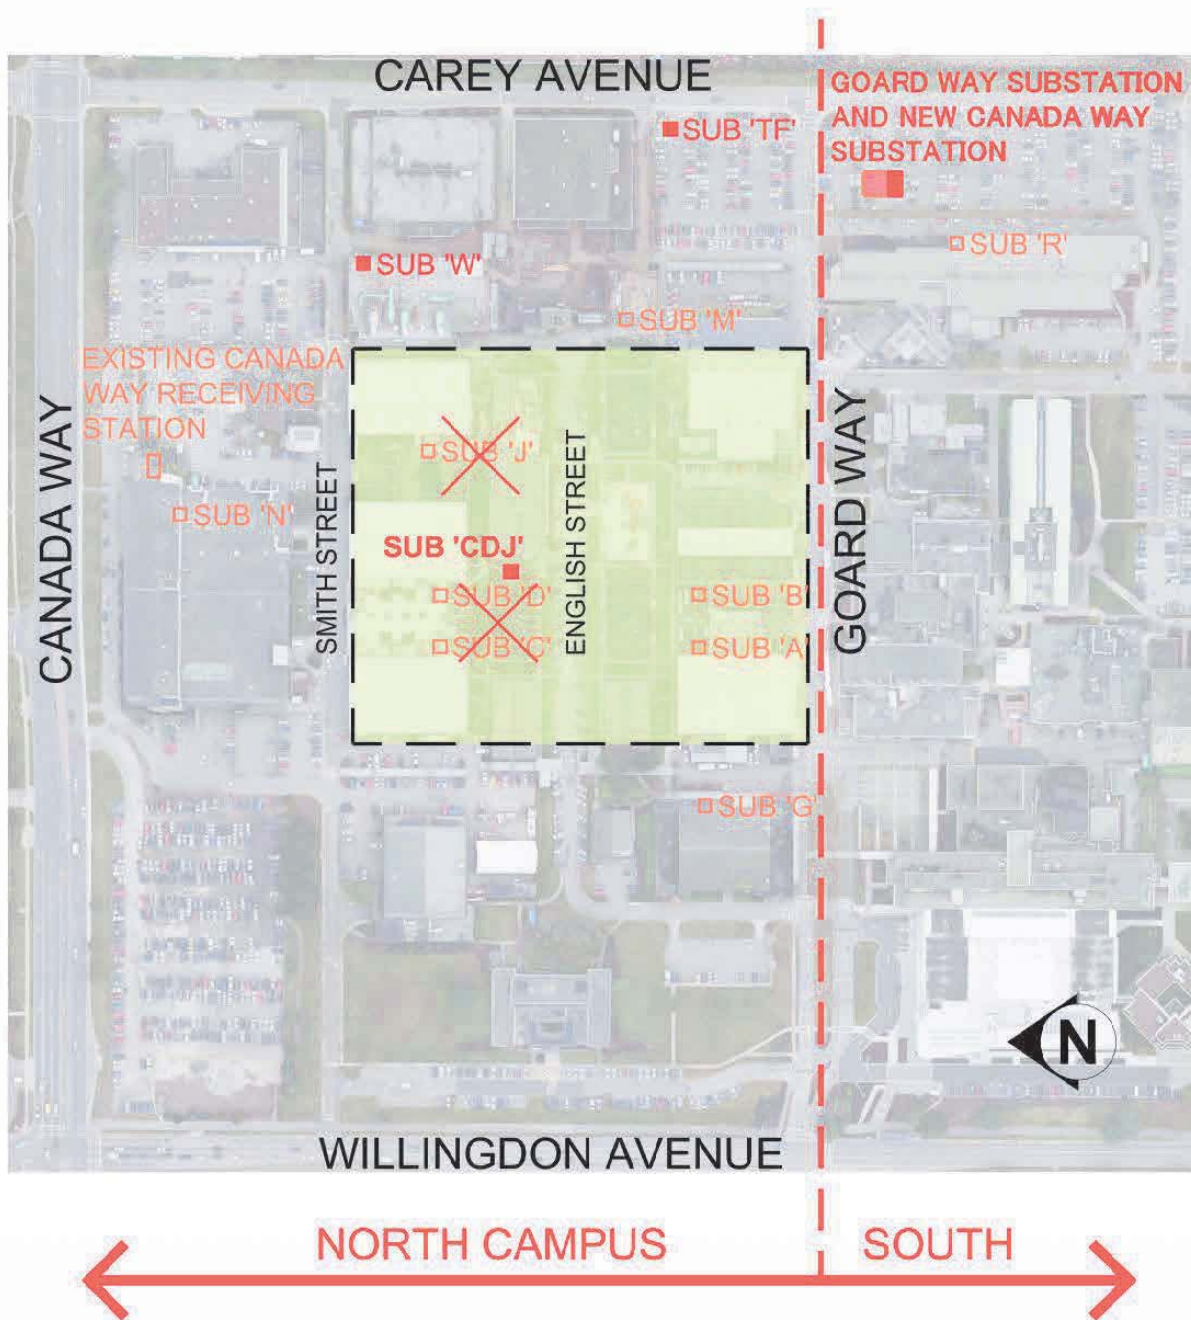 CAREY AVENUE
GOARD WAY SUBSTATION
AND NEW CANADA WAY
SUBSTATION
SUB 'TF'
SUB 'R'
SUB 'W'
SUB 'M'
EXISTING CANADA
WAY RECEIVING
STATION
SUB 'J'
CANADA WAY
SMITH STREET
ENGLISH STREET
GOARD WAY
SUB 'N'
SUB 'CDJ'
SUB 'D'
SUB 'B'
SUB 'C'
SUB 'A'
SUB 'G'
N
WILLINGDON AVENUE
NORTH CAMPUS
SOUTH